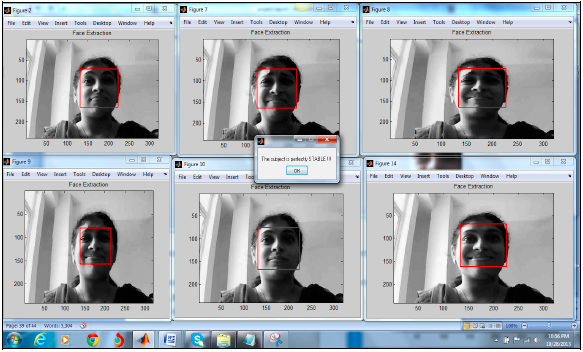 Figure 2
File Edit View Insert Tools Desktop Window Help
Face Extraction
50
100
150
200
50 100 150 200 250 300
Figure 7
File Edit View Insert Tools Desktop Window Help
Face Extraction
50
100
150
200
50 100 150 200 250 300
Figure 8
File Edit View Insert Tools Desktop Window Help
Face Extraction
50
100
150
200
50 100 150 200 250 300
The subject is perfectly STABLE !!!
OK
Figure 9
File Edit View Insert Tools Desktop Window Help
Face Extraction
50
100
150
200
50 100 150 200 250 300
Figure 10
File Edit View Insert Tools
Face Extraction
50
100
150
200
50 100 150 200 250 300
Figure 14
File Edit View Insert Tools Desktop Window Help
Face Extraction
50
100
150
200
50 100 150 200 250 300
Page: 39 of 44 Words: 5,304
100%
10:56 PM
10/28/2013